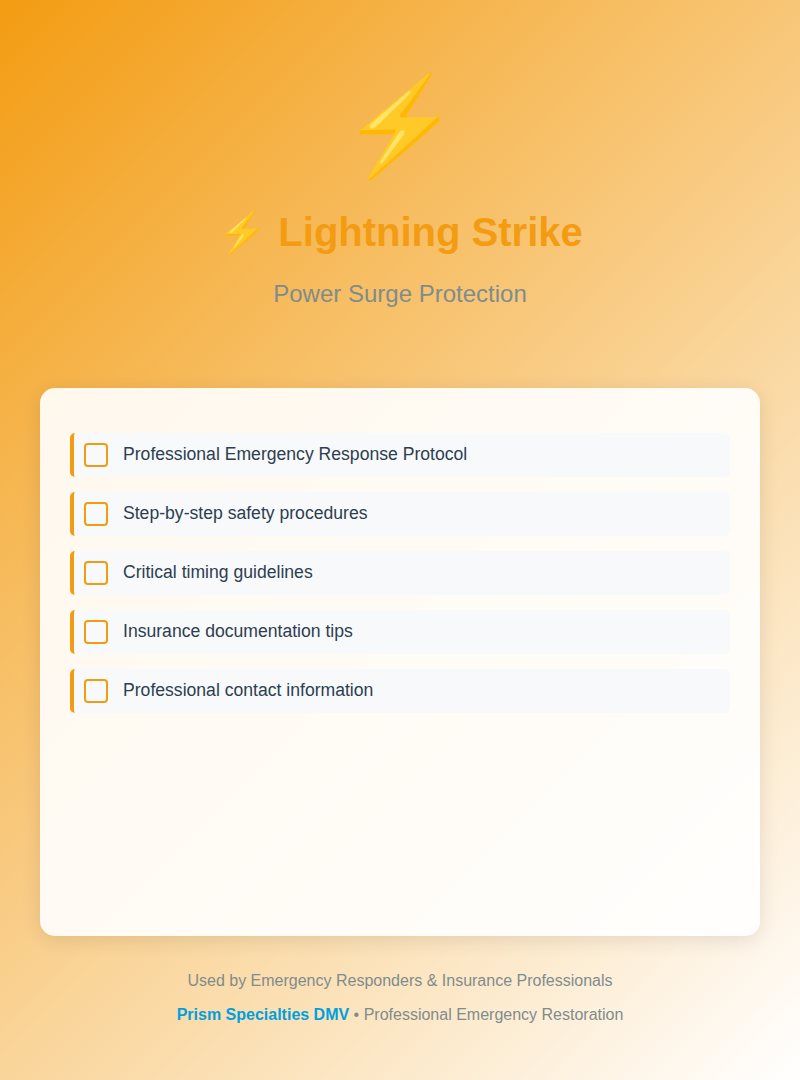 ⚡ Lightning Strike
Power Surge Protection
Professional Emergency Response Protocol
Step-by-step safety procedures
Critical timing guidelines
Insurance documentation tips
Professional contact information
Used by Emergency Responders & Insurance Professionals
Prism Specialties DMV • Professional Emergency Restoration